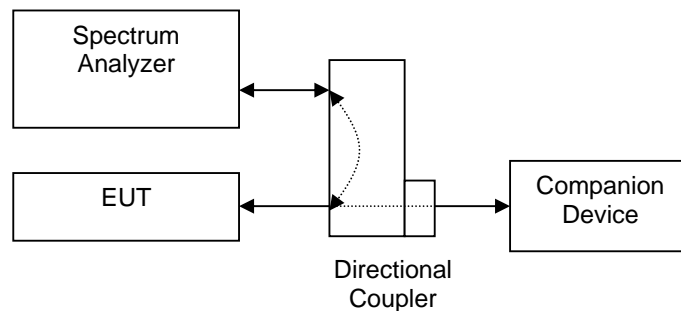 Spectrum
Analyzer
EUT
Companion
Device
Directional
Coupler